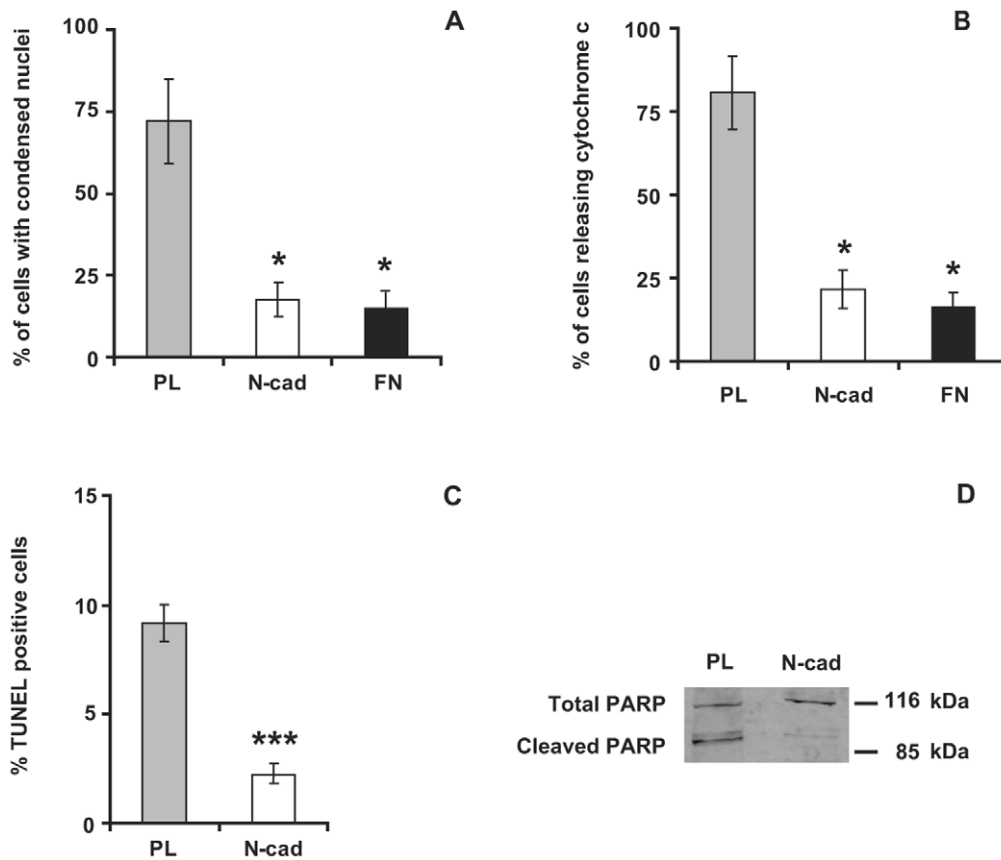 A
% of cells with condensed nuclei
100
75
50
25
0
*
*
PL N-cad FN
B
% of cells releasing cytochrome c
100
75
50
25
0
*
*
PL N-cad FN
C
% TUNEL positive cells
15
10
5
0
***
PL N-cad
D
PL N-cad
Total PARP 116 kDa
Cleaved PARP 85 kDa